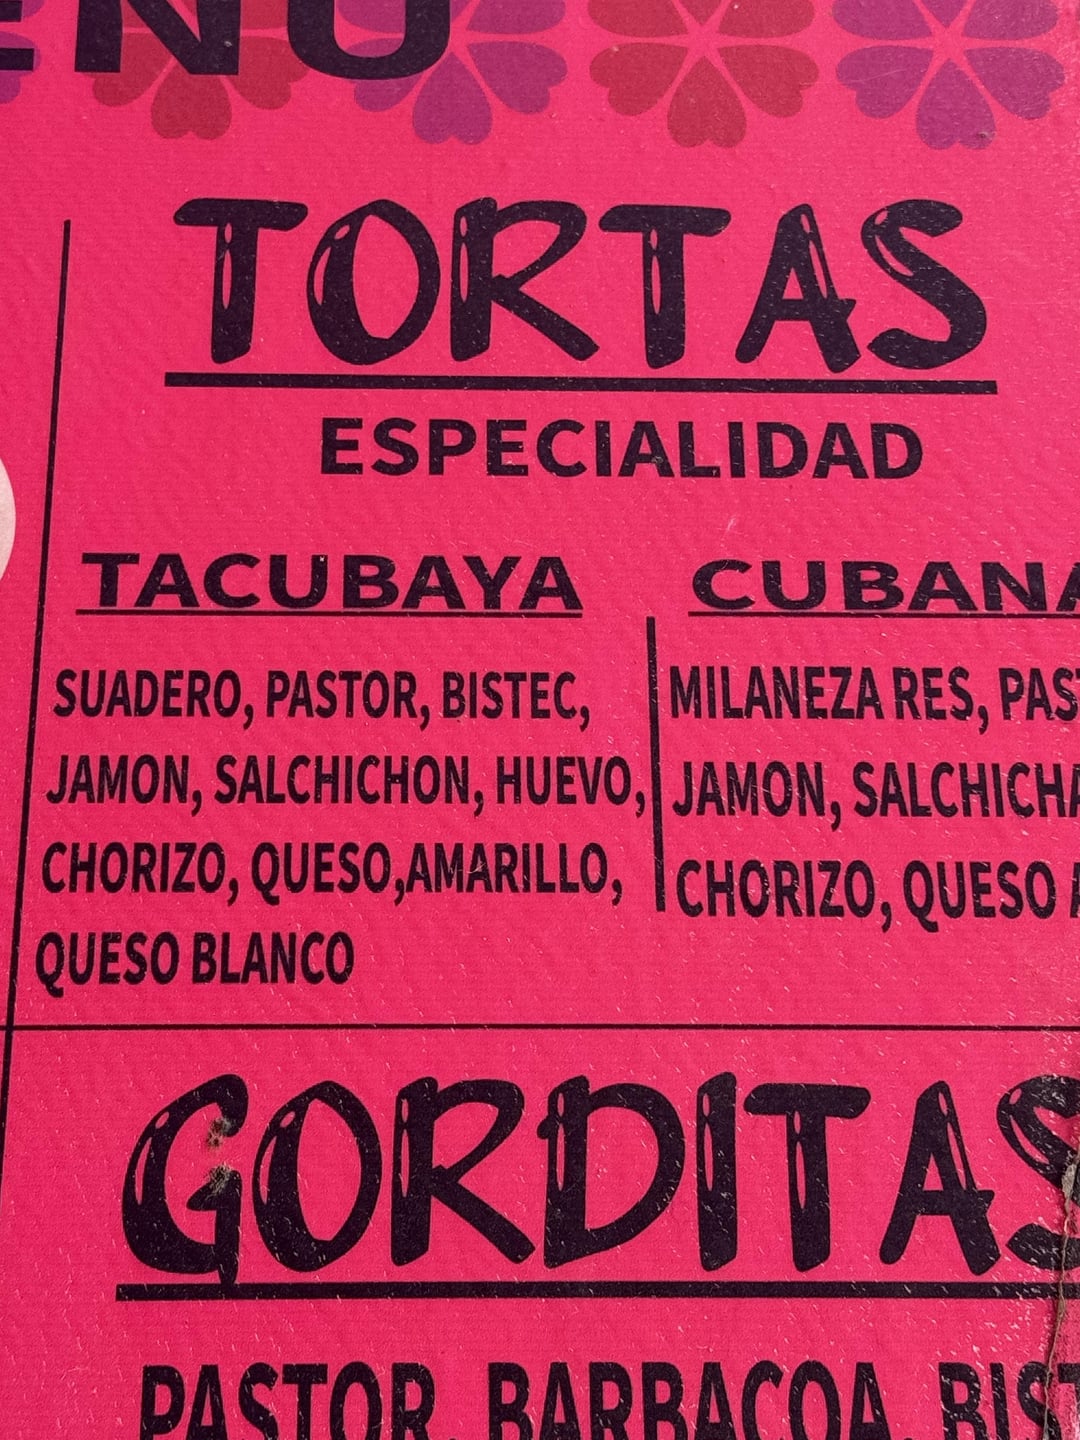 TORTAS
ESPECIALIDAD
TACUBAYA
SUADERO, PASTOR, BISTEC,
JAMON, SALCHICHON, HUEVO,
CHORIZO, QUESO,AMARILLO,
QUESO BLANCO
CUBANA
MILANEZA RES,
JAMON,
CHORIZO, QUESO
GORDITAS
PASTOR, BARBACOA,